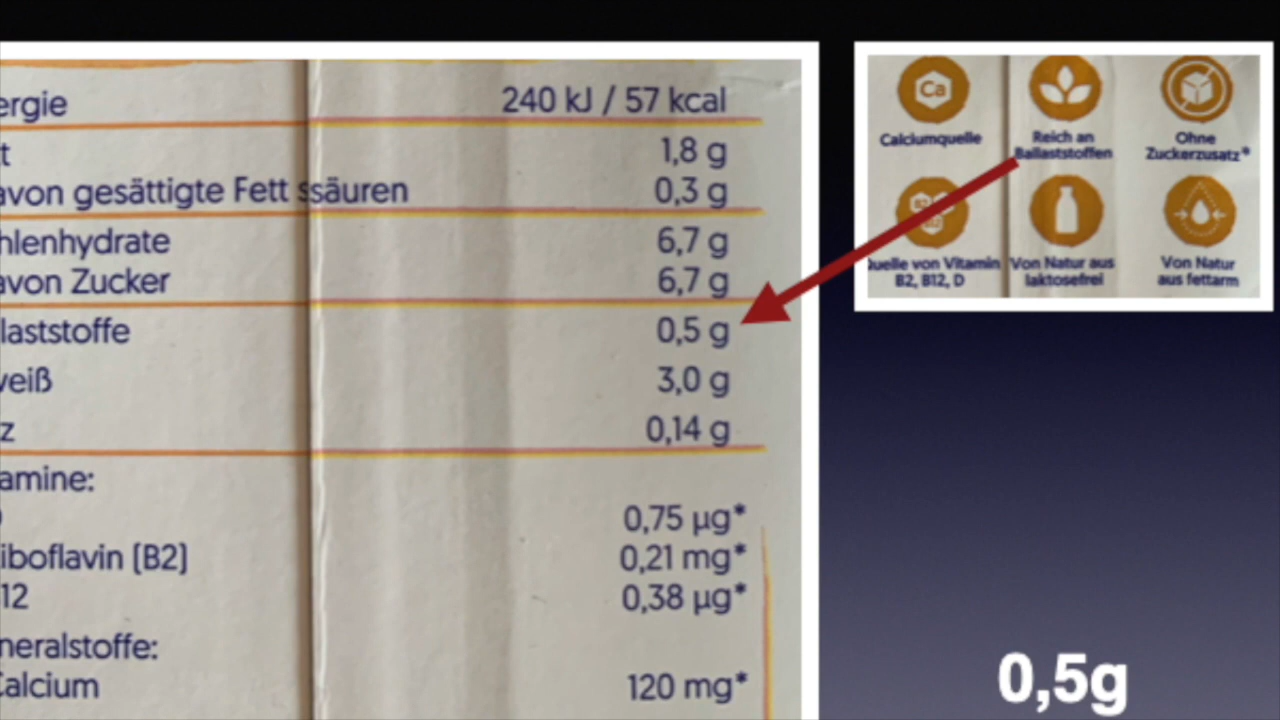 ergie 240 kJ / 57 kcal
t 1,8 g
avon gesättigte Fett ssäuren 0,3 g
hlenhydrate 6,7 g
avon Zucker 6,7 g
laststoffe 0,5 g
veiß 3,0 g
z 0,14 g
amine:
0,75 µg*
iboflavin (B2) 0,21 mg*
12 0,38 µg*
neralstoffe:
Calcium 120 mg*
Ca
Calciumquelle
Reich an
Ballaststoffen
Ohne
Zuckerzusatz*
B2
B12
Quelle von Vitamin
B2, B12, D
Von Natur aus
laktosefrei
Von Natur
aus fettarm
0,5g